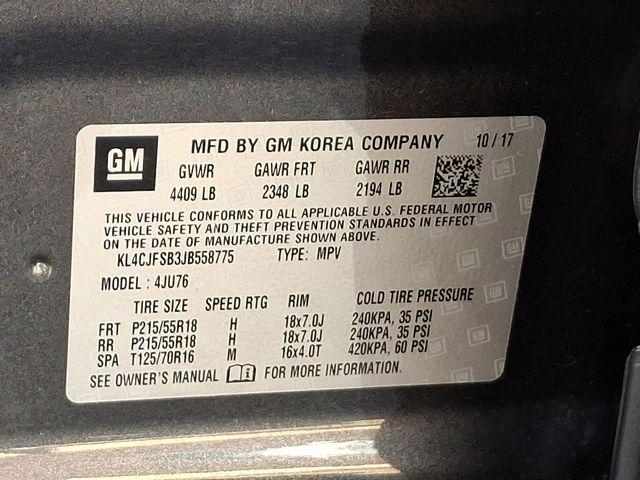 GM MFD BY GM KOREA COMPANY 10 / 17
GVWR GAWR FRT GAWR RR
4409 LB 2348 LB 2194 LB
THIS VEHICLE CONFORMS TO ALL APPLICABLE U.S. FEDERAL MOTOR
VEHICLE SAFETY AND THEFT PREVENTION STANDARDS IN EFFECT
ON THE DATE OF MANUFACTURE SHOWN ABOVE.
KL4CJFSB3JB558775 TYPE: MPV
MODEL : 4JU76
TIRE SIZE SPEED RTG RIM COLD TIRE PRESSURE
FRT P215/55R18 H 18x7.0J 240KPA, 35 PSI
RR P215/55R18 H 18x7.0J 240KPA, 35 PSI
SPA T125/70R16 M 16x4.0T 420KPA, 60 PSI
SEE OWNER'S MANUAL FOR MORE INFORMATION.